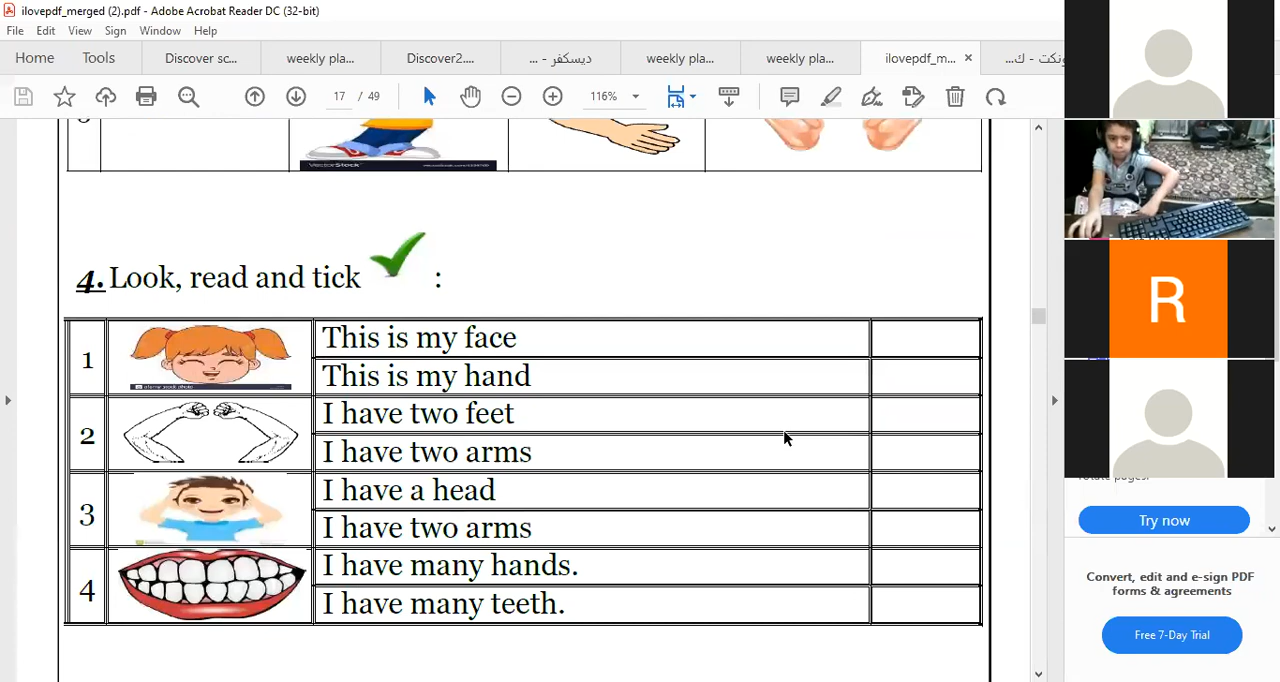 ilovepdf_merged (2).pdf - Adobe Acrobat Reader DC (32-bit)
File Edit View Sign Window Help
Home Tools Discover sc... weekly pla... Discover2.... ديسكفر - ... weekly pla... weekly pla... ilovepdf_m... ×
17 / 49 116%
VectorStock
4. Look, read and tick :
1 This is my face
This is my hand
2 I have two feet
I have two arms
3 I have a head
I have two arms
4 I have many hands.
I have many teeth.
R
rotate pages.
Try now
Convert, edit and e-sign PDF
forms & agreements
Free 7-Day Trial